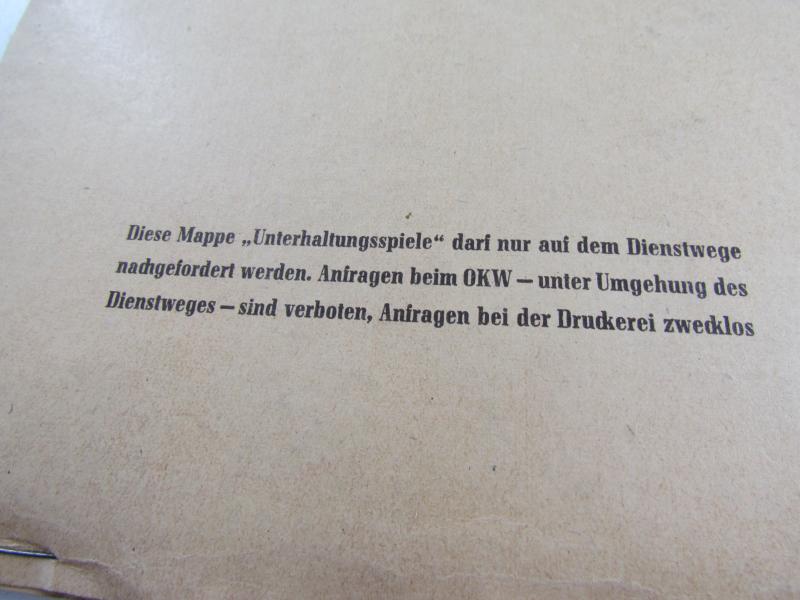 Diese Mappe „Unterhaltungsspiele“ darf nur auf dem Dienstwege
nachgefordert werden. Anfragen beim OKW — unter Umgehung des
Dienstweges — sind verboten, Anfragen bei der Druckerei zwecklos